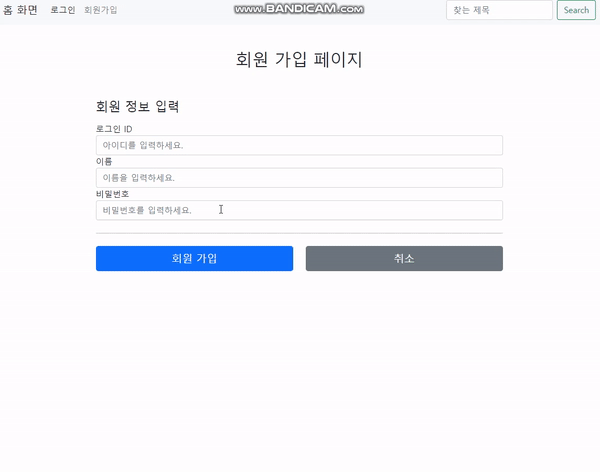 홈 화면 로그인 회원가입 www.BANDICAM.com 찾는 제목 Search
회원 가입 페이지
회원 정보 입력
로그인 ID
아이디를 입력하세요.
이름
이름을 입력하세요.
비밀번호
비밀번호를 입력하세요.
회원 가입 취소